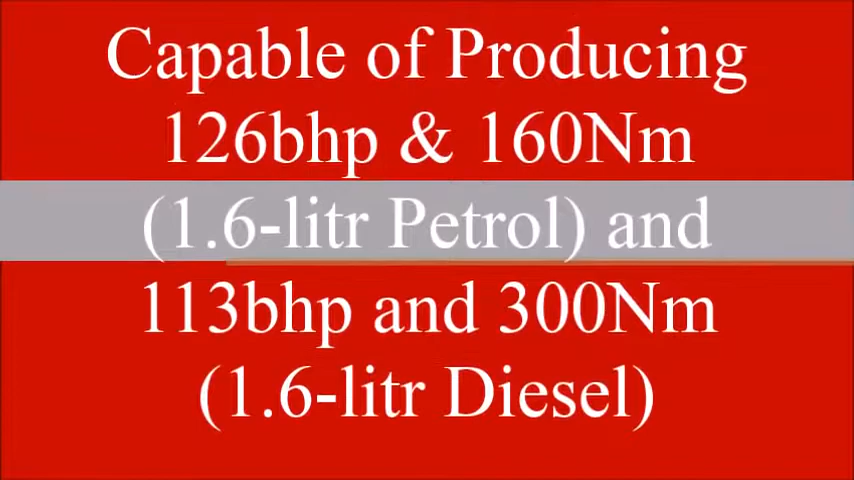 Capable of Producing
126bhp & 160Nm
(1.6-litr Petrol) and
113bhp and 300Nm
(1.6-litr Diesel)